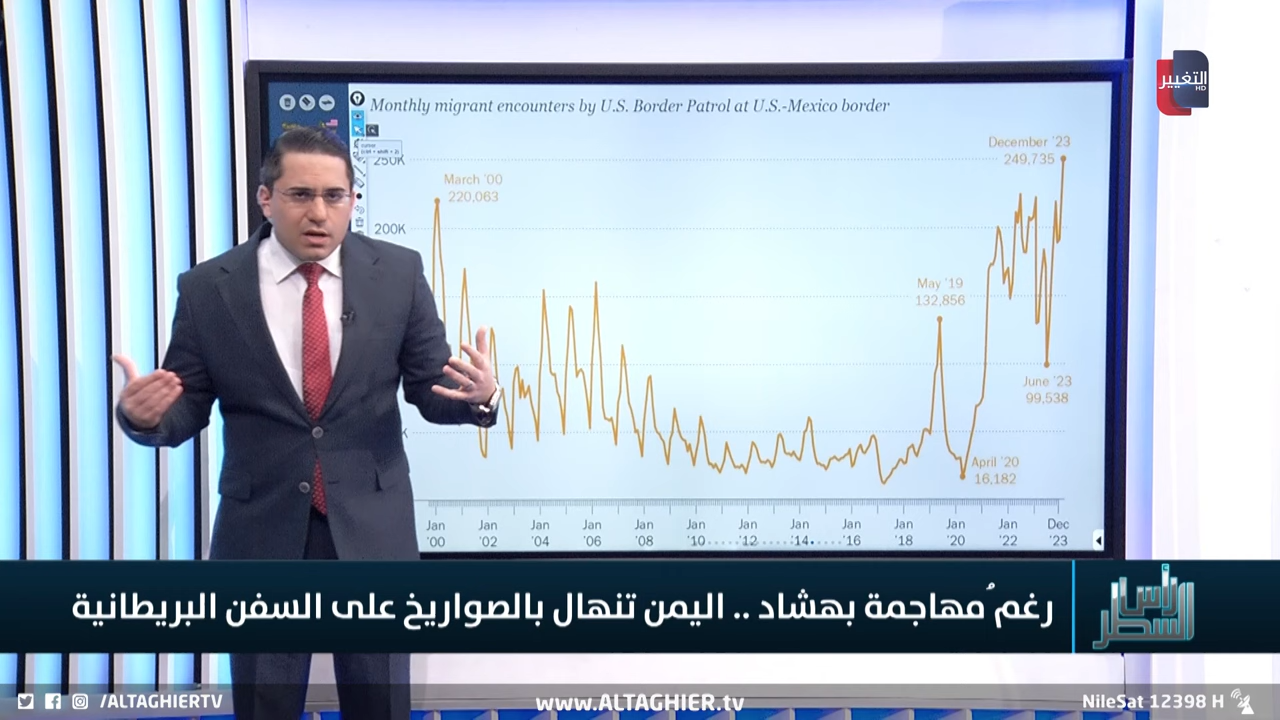 التغيير
HD
Monthly migrant encounters by U.S. Border Patrol at U.S.-Mexico border
250K
200K
March '00
220,063
December '23
249,735
May '19
132,856
June '23
99,538
April '20
16,182
Jan '00
Jan '02
Jan '04
Jan '06
Jan '08
Jan '10
Jan '12
Jan '14
Jan '16
Jan '18
Jan '20
Jan '22
Dec '23
رأس السطر
رغم ُمهاجمة بهشاد .. اليمن تنهال بالصواريخ على السفن البريطانية
/ALTAGHIERTV
www.ALTAGHIER.tv
NileSat 12398 H